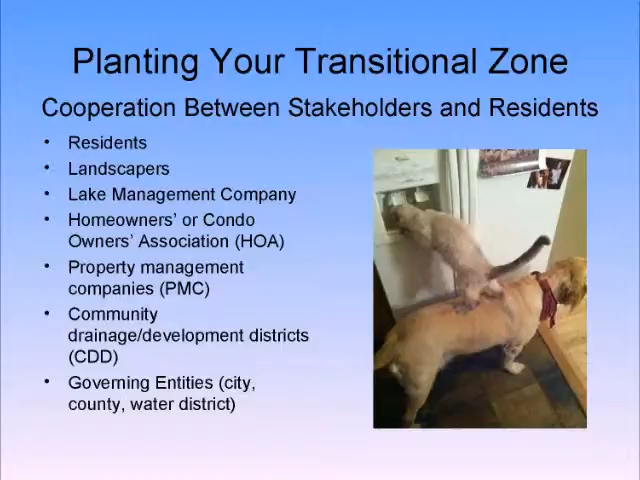 Planting Your Transitional Zone
Cooperation Between Stakeholders and Residents
• Residents
• Landscapers
• Lake Management Company
• Homeowners' or Condo
Owners' Association (HOA)
• Property management
companies (PMC)
• Community
drainage/development districts
(CDD)
• Governing Entities (city,
county, water district)